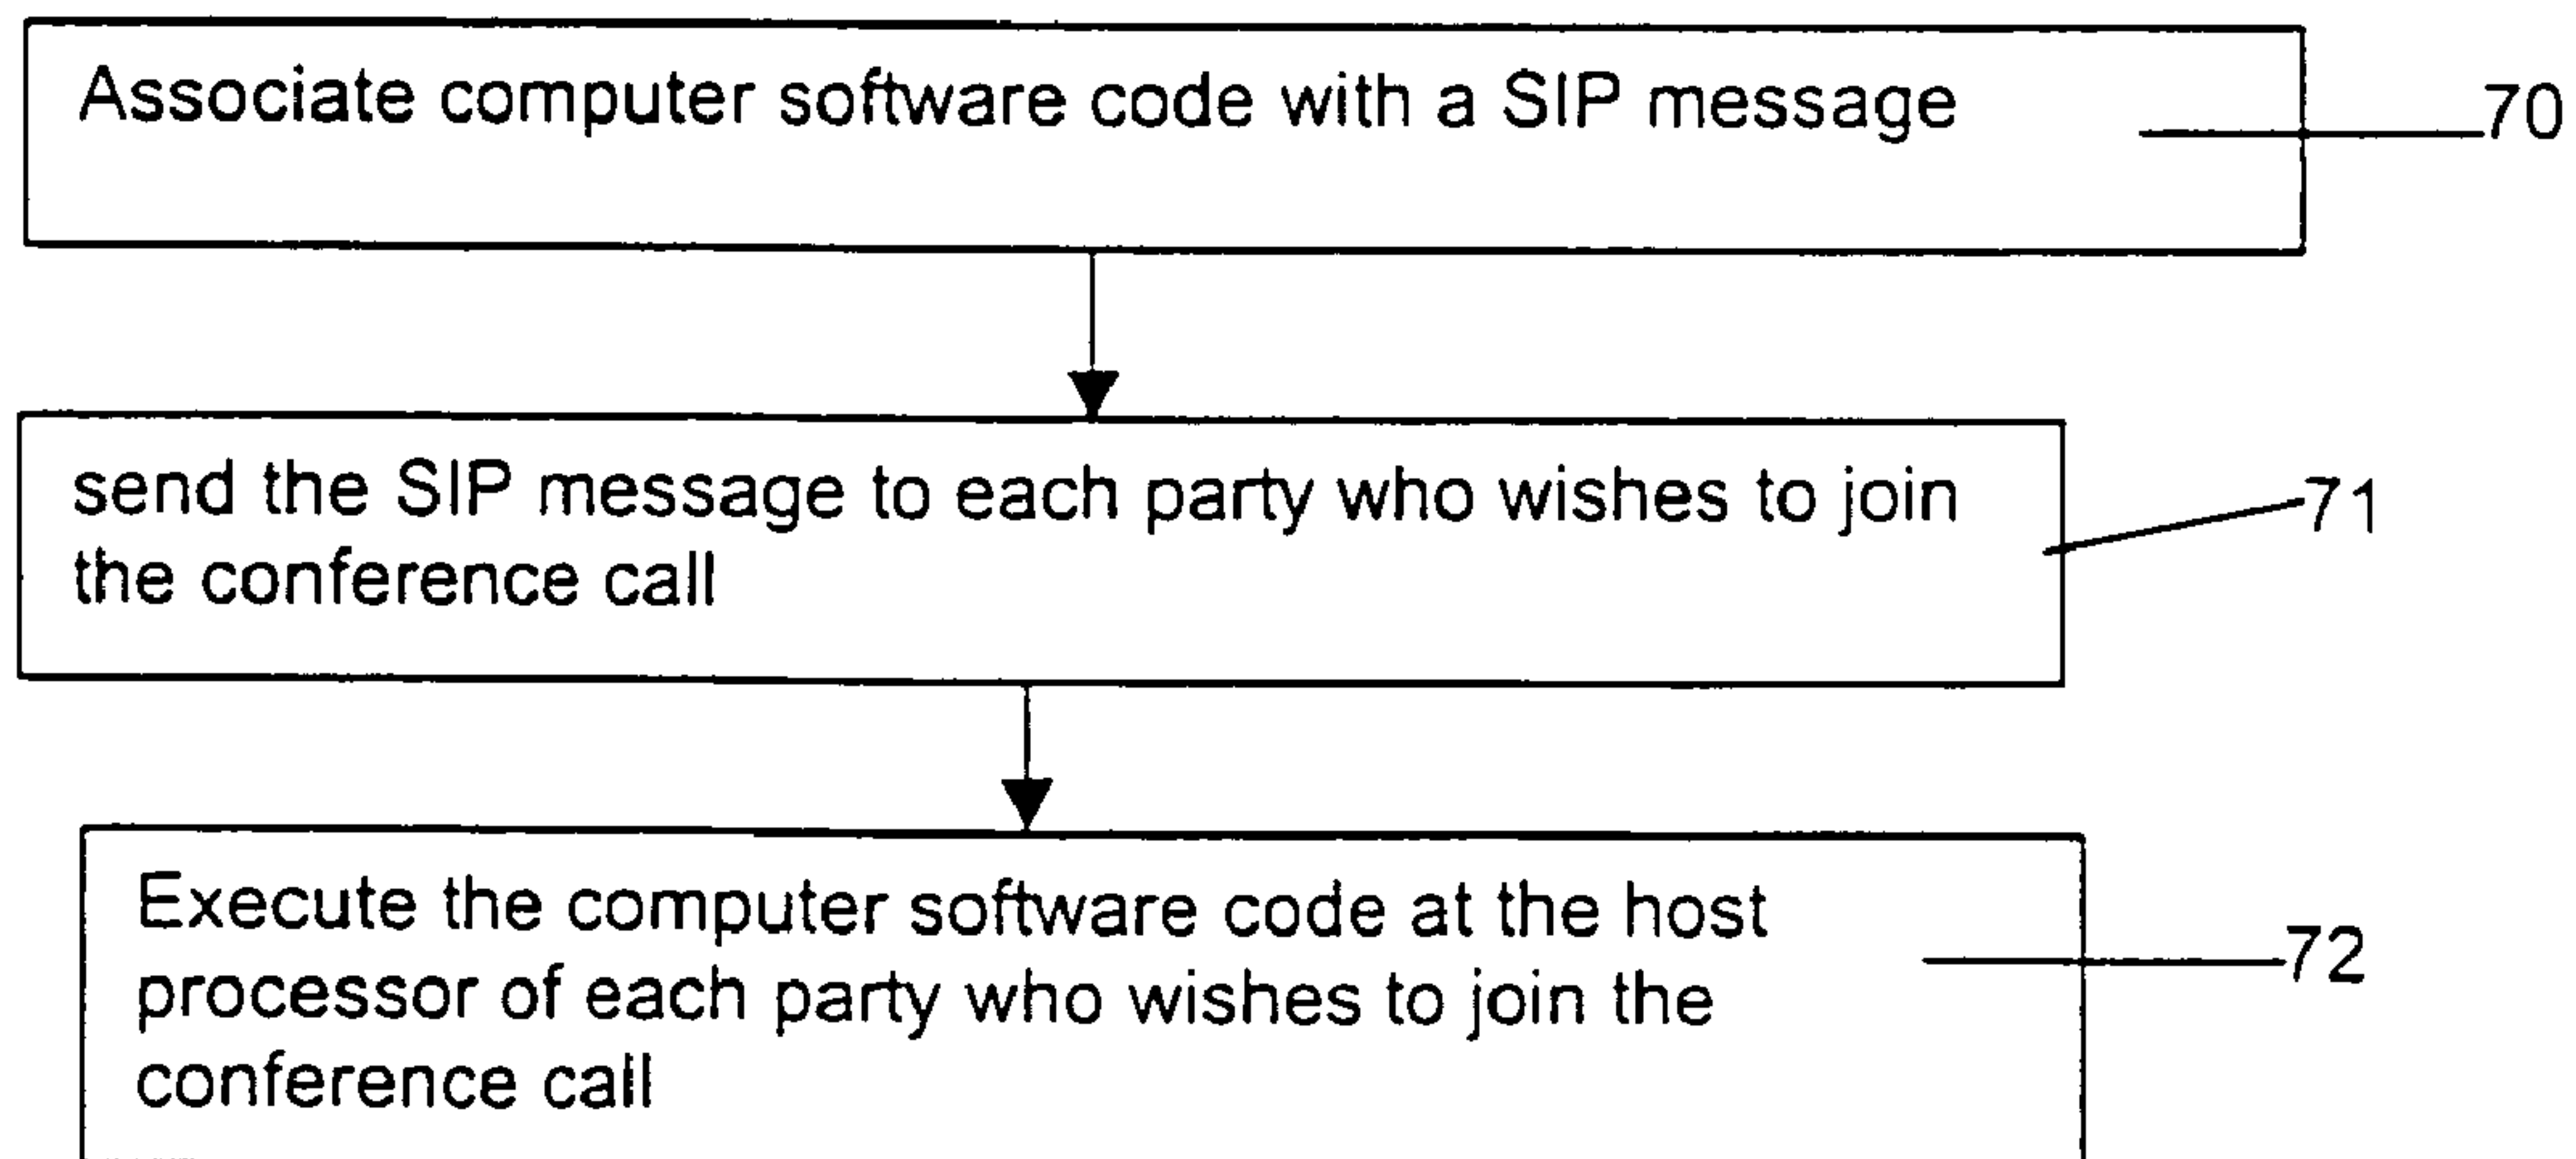 Associate computer software code with a SIP message
70
send the SIP message to each party who wishes to join
the conference call
71
Execute the computer software code at the host
processor of each party who wishes to join the
conference call
72